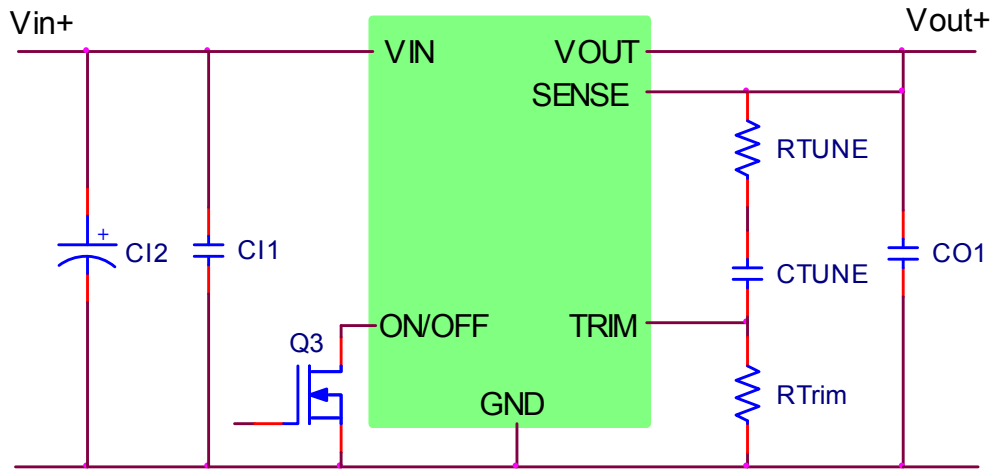 Vin+
Vout+
VIN
VOUT
SENSE
RTUNE
+
CI2
CI1
CTUNE
CO1
ON/OFF
TRIM
Q3
RTrim
GND